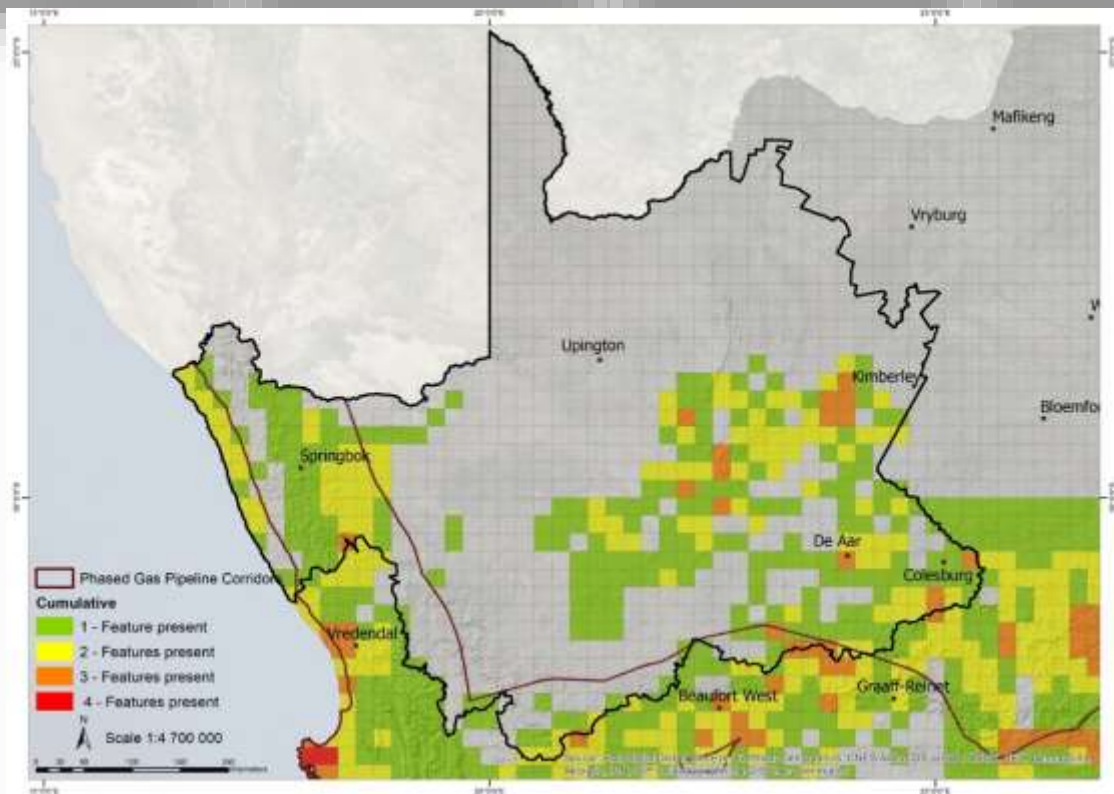 Mafikeng
Vryburg
W
Upington
Kimberley
Bloemfo
Springbok
De Aar
Colesburg
Phased Gas Pipeline Corridor
Cumulative
1 - Feature present
2 - Features present
3 - Features present
4 - Features present
Vredendal
Graaff-Reinet
Beaufort West
N
Scale 1:4 700 000